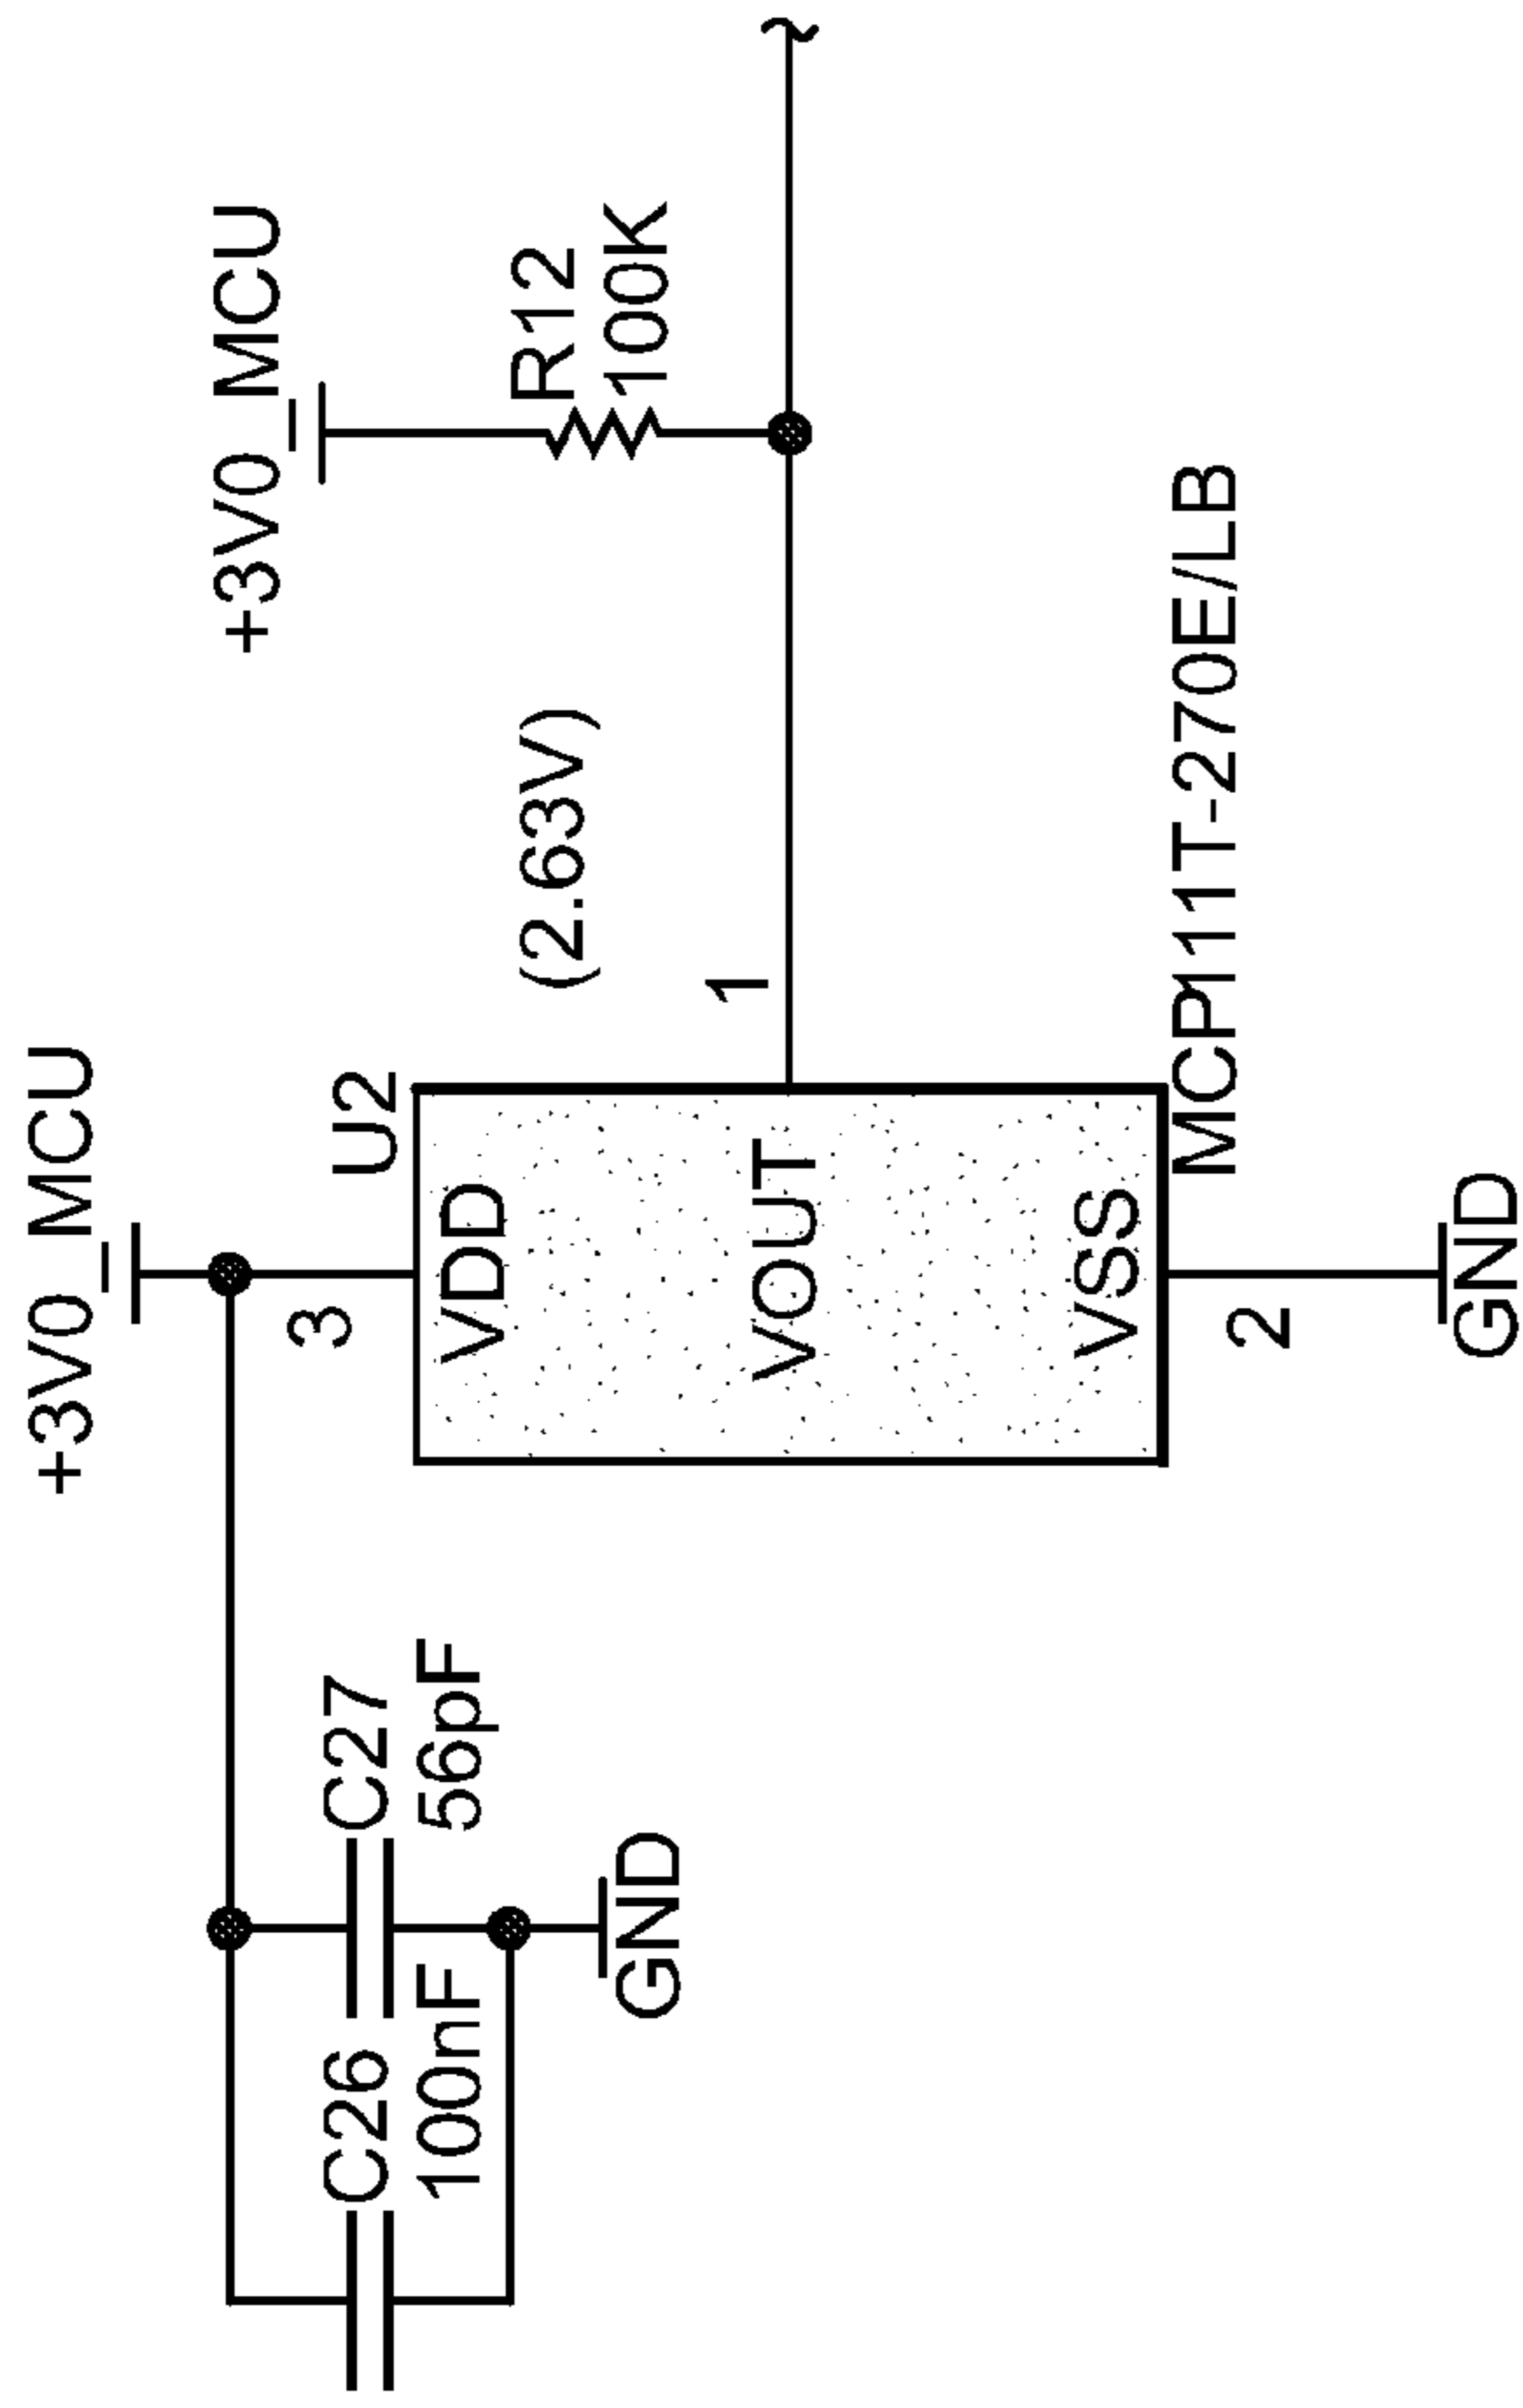 +3V0_MCU
+3V0_MCU
C26
100nF
C27
56pF
GND
3
U2
VDD
VOUT
VSS
1
(2.63V)
R12
100K
MCP111T-270E/LB
2
GND